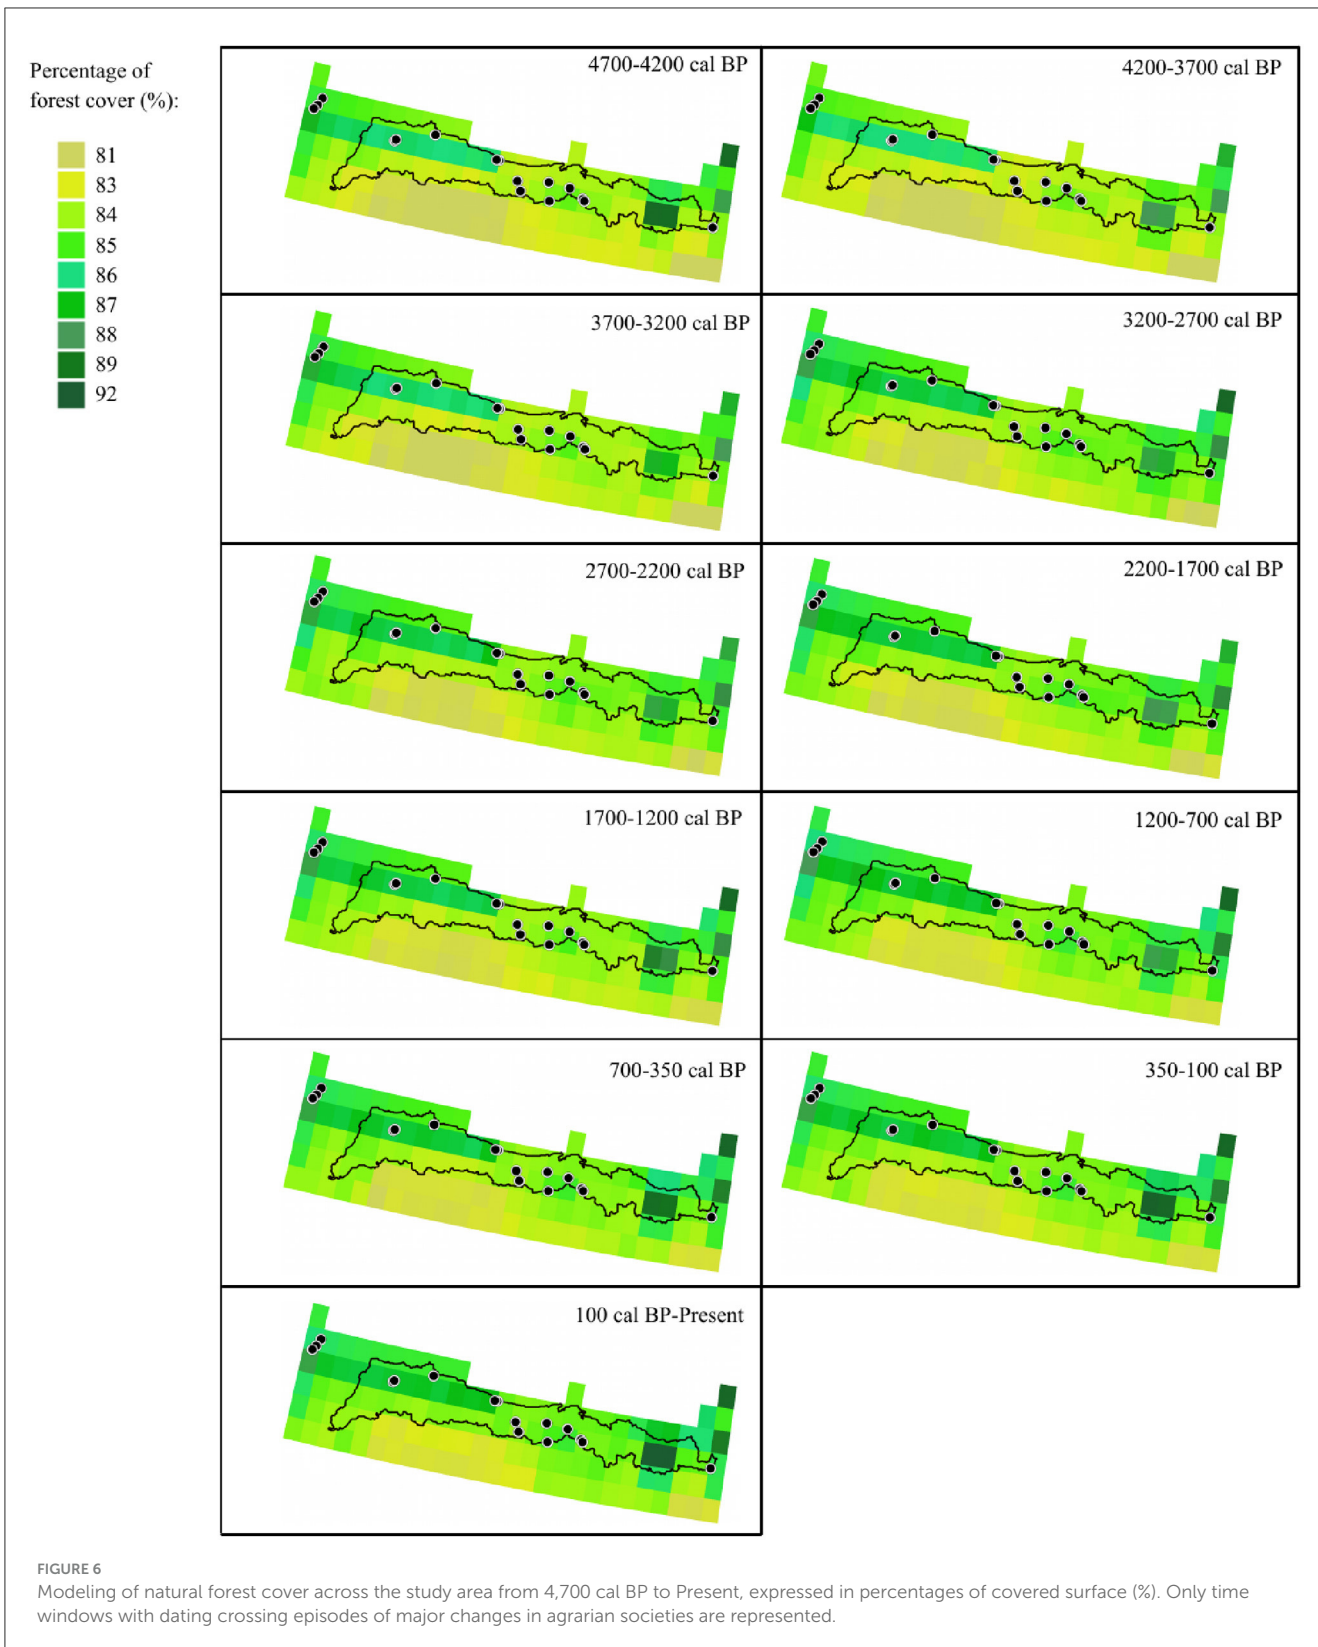 Percentage of
forest cover (%):
81
83
84
85
86
87
88
89
92
4700-4200 cal BP
4200-3700 cal BP
3700-3200 cal BP
3200-2700 cal BP
2700-2200 cal BP
2200-1700 cal BP
1700-1200 cal BP
1200-700 cal BP
700-350 cal BP
350-100 cal BP
100 cal BP-Present
FIGURE 6
Modeling of natural forest cover across the study area from 4,700 cal BP to Present, expressed in percentages of covered surface (%). Only time
windows with dating crossing episodes of major changes in agrarian societies are represented.